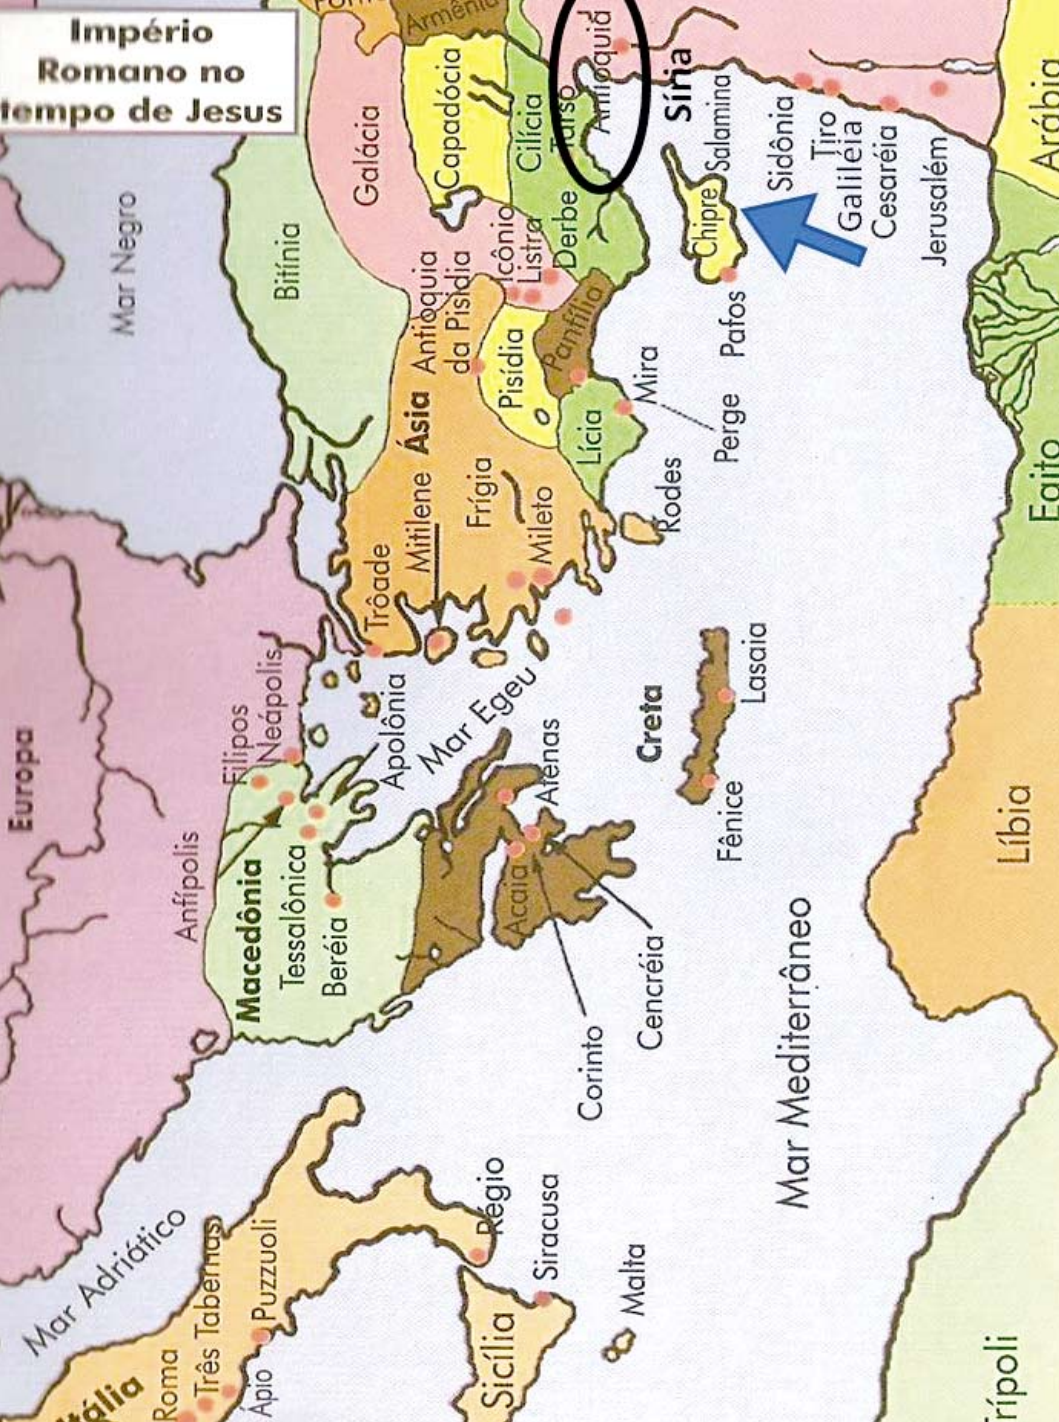 Império
Romano no
tempo de Jesus
Armênia
Capadócia
Galácia
Cilícia
Tarso
Antioquia
Síria
Salamina
Chipre
Pafos
Sidônia
Tiro
Galiléia
Cesaréia
Jerusalém
Arábia
Mar Negro
Bitínia
Antioquia
da Pisídia
Icônio
Listra
Derbe
Panfília
Pisídia
Lícia
Mira
Perge
Rodes
Ásia
Frígia
Mitilene
Mileto
Trôade
Egito
Europa
Filipos
Neápolis
Apolônia
Mar Egeu
Anfípolis
Macedônia
Tessalônica
Beréia
Acaia
Atenas
Corinto
Cencréia
Creta
Lasaia
Fênice
Líbia
Mar Mediterrâneo
Mar Adriático
Três Tabernas
Puzzuoli
Roma
Ápio
Régio
Siracusa
Sicília
Malta